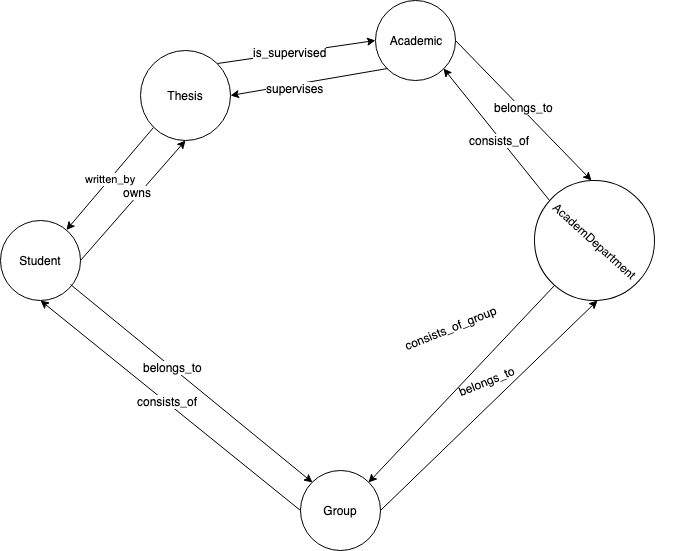 Academic
is_supervised
Thesis
supervises
belongs_to
consists_of
written_by
owns
AcademDepartment
Student
consists_of_group
belongs_to
belongs_to
consists_of
Group